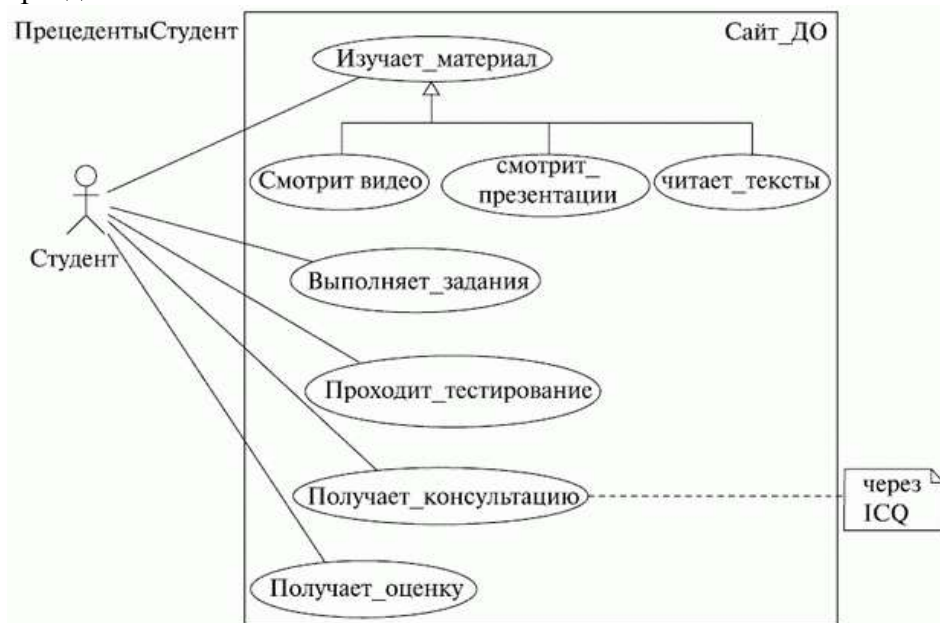 ПрецедентыСтудент
Сайт_ДО
Изучает_материал
Смотрит видео
смотрит_
презентации
читает_тексты
Студент
Выполняет_задания
Проходит_тестирование
Получает_консультацию
через
ICQ
Получает_оценку